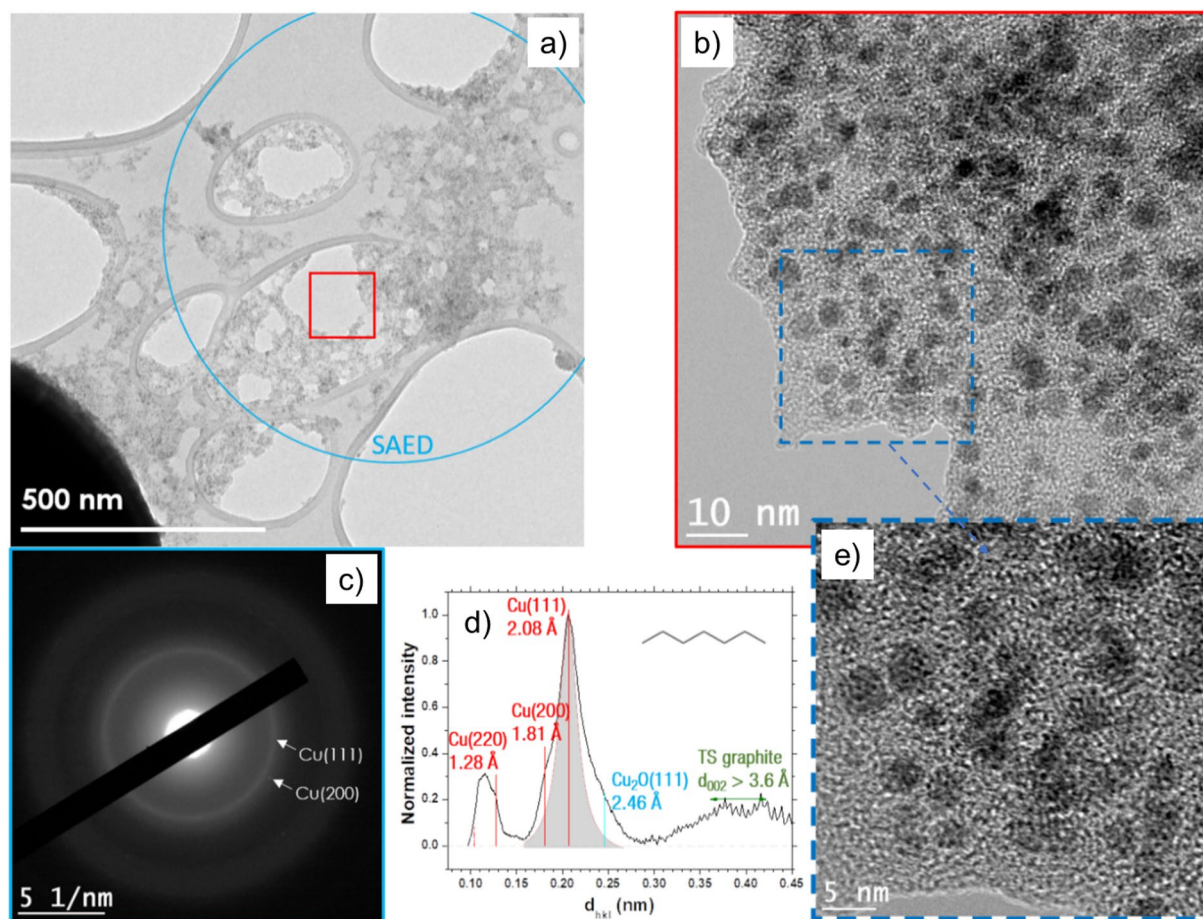 a)
SAED
500 nm
b)
10 nm
c)
Cu(111)
Cu(200)
5 1/nm
d)
Normalized intensity
1.0
0.8
0.6
0.4
0.2
0.0
Cu(111)
2.08 Å
Cu(200)
1.81 Å
Cu(220)
1.28 Å
TS graphite
d₀₀₂ > 3.6 Å
Cu₂O(111)
2.46 Å
0.10 0.15 0.20 0.25 0.30 0.35 0.40 0.45
dₕₖₗ (nm)
e)
5 nm